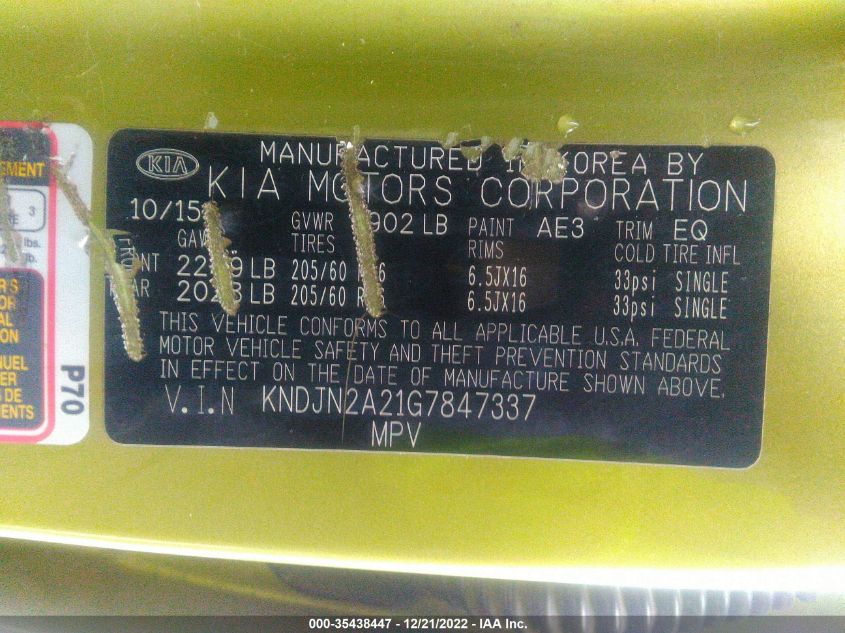 KIA
MANUFACTURED IN KOREA BY
KIA MOTORS CORPORATION
10/15 GVWR 902 LB PAINT AE3 TRIM EQ
TIRES RIMS COLD TIRE INFL
LB 205/60 6.5JX16 33psi SINGLE
LB 205/60 6.5JX16 33psi SINGLE
THIS VEHICLE CONFORMS TO ALL APPLICABLE U.S.A. FEDERAL
MOTOR VEHICLE SAFETY AND THEFT PREVENTION STANDARDS
IN EFFECT ON THE DATE OF MANUFACTURE SHOWN ABOVE.
V.I.N KNDJN2A21G7847337
MPV
P70
3
lbs.
000-35438447 - 12/21/2022 - IAA Inc.